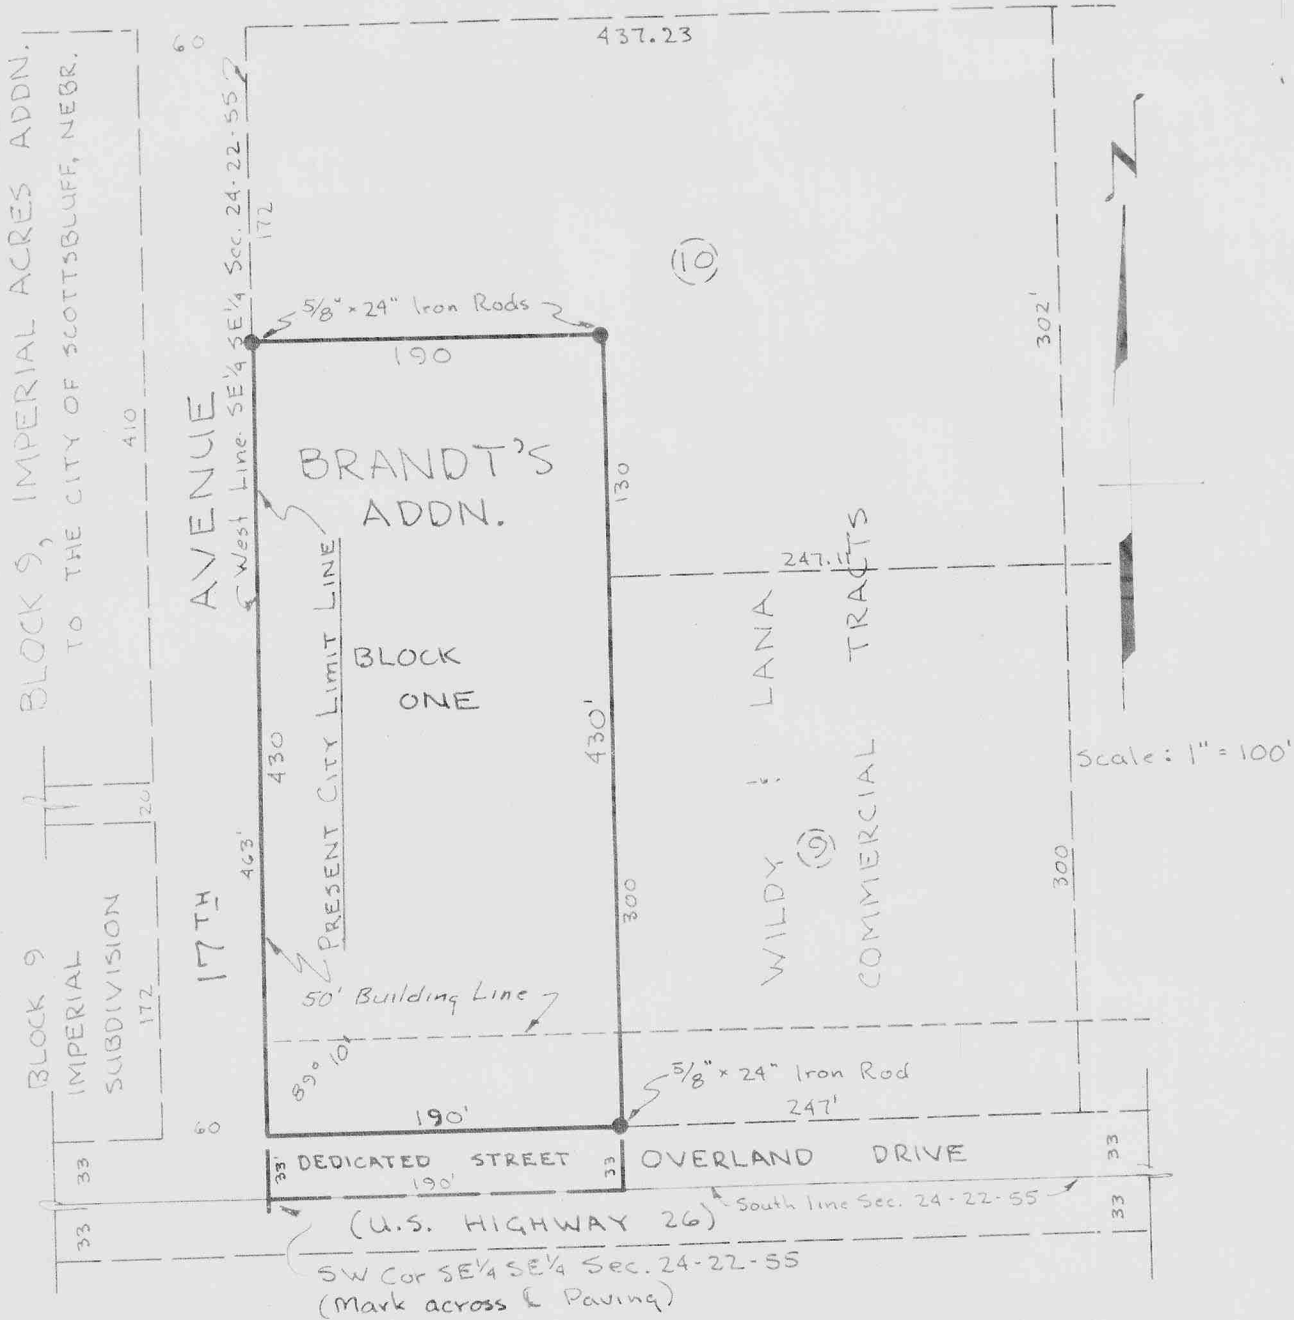 60
437.23
BLOCK 9, IMPERIAL ACRES ADDN.
TO THE CITY OF SCOTTSBLUFF, NEBR.
410
West Line SE¼ SE¼ Sec. 24-22-55
172
10
302'
5/8" x 24" Iron Rods
190
AVENUE
17TH
BRANDT'S
ADDN.
130
247.17
PRESENT CITY LIMIT LINE
BLOCK
ONE
WILDY & LANA
COMMERCIAL TRACTS
9
430
430'
Scale: 1" = 100'
20
463'
300
300
BLOCK 9
IMPERIAL
SUBDIVISION
172
50' Building Line
89° 10'
5/8" x 24" Iron Rod
60
190'
247'
33
33'
DEDICATED STREET
33
OVERLAND DRIVE
33
190'
South line Sec. 24-22-55
33
(U.S. HIGHWAY 26)
33
SW Cor SE¼ SE¼ Sec. 24-22-55
(Mark across ℄ Paving)